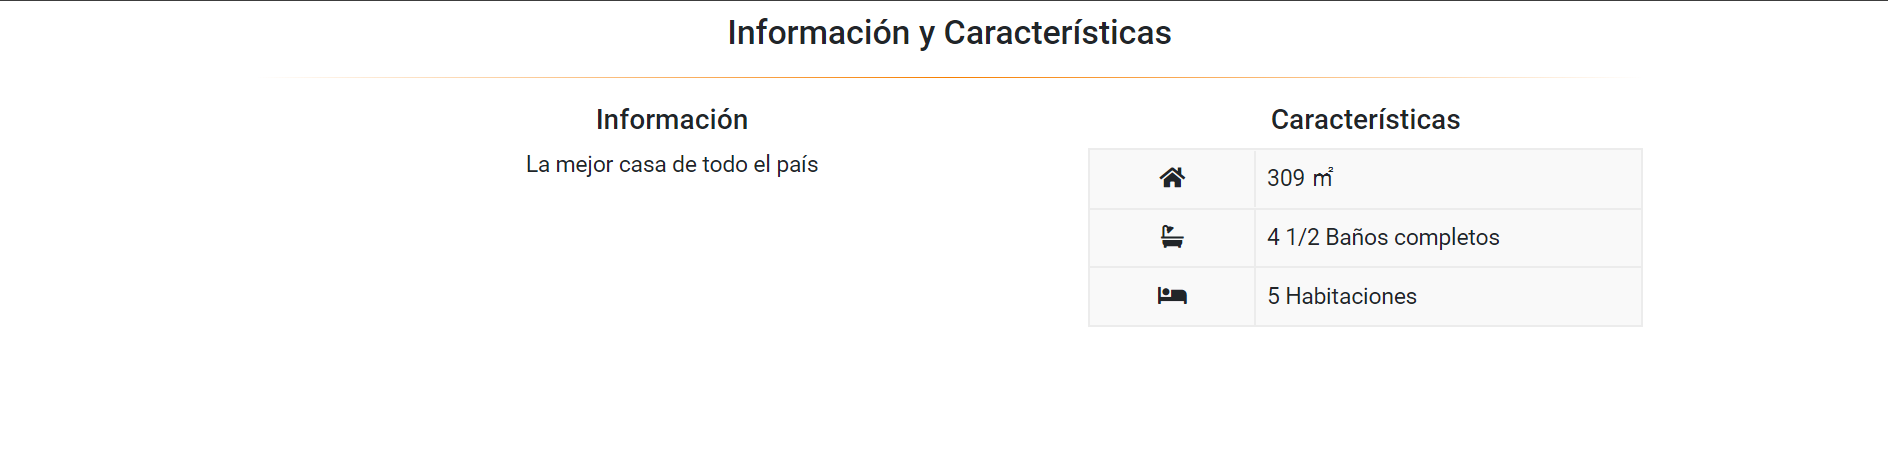 Información y Características
Información
La mejor casa de todo el país
Características
309 ㎡
4 1/2 Baños completos
5 Habitaciones